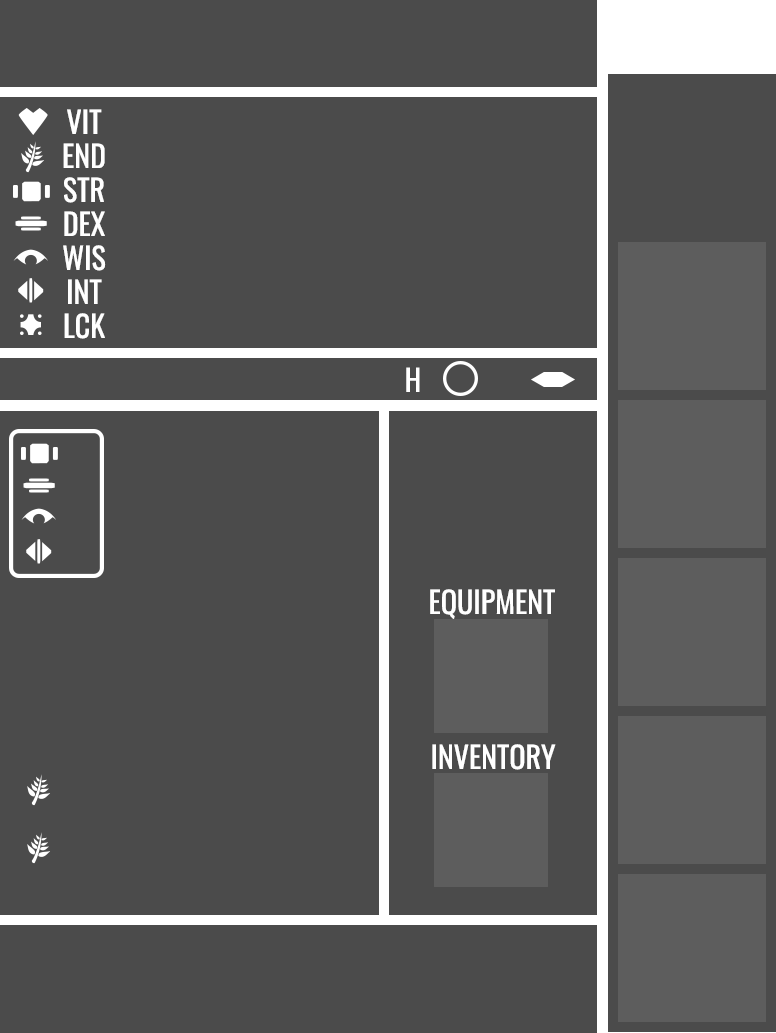 VIT
END
STR
DEX
WIS
INT
LCK
H
EQUIPMENT
INVENTORY